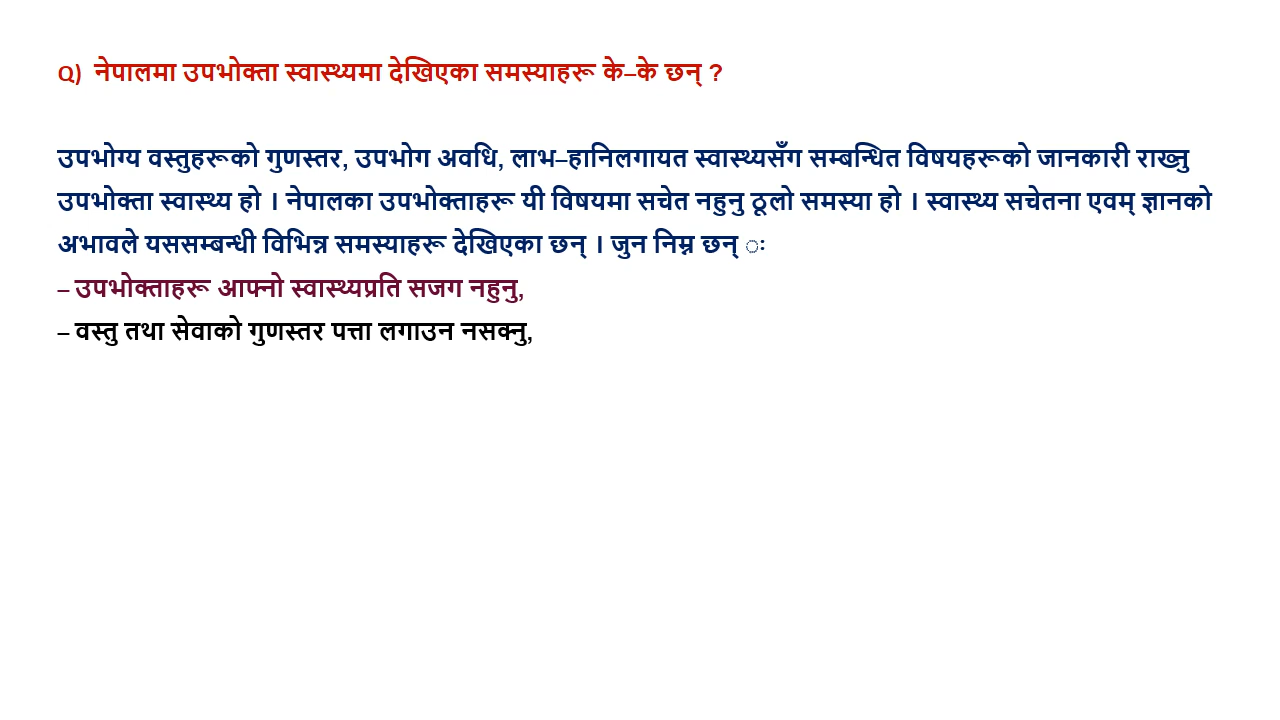 Q) नेपालमा उपभोक्ता स्वास्थ्यमा देखिएका समस्याहरू के–के छन् ?
उपभोग्य वस्तुहरूको गुणस्तर, उपभोग अवधि, लाभ–हानिलगायत स्वास्थ्यसँग सम्बन्धित विषयहरूको जानकारी राख्नु
उपभोक्ता स्वास्थ्य हो । नेपालका उपभोक्ताहरू यी विषयमा सचेत नहुनु ठूलो समस्या हो । स्वास्थ्य सचेतना एवम् ज्ञानको
अभावले यससम्बन्धी विभिन्न समस्याहरू देखिएका छन् । जुन निम्न छन् ः
– उपभोक्ताहरू आफ्नो स्वास्थ्यप्रति सजग नहुनु,
– वस्तु तथा सेवाको गुणस्तर पत्ता लगाउन नसक्नु,